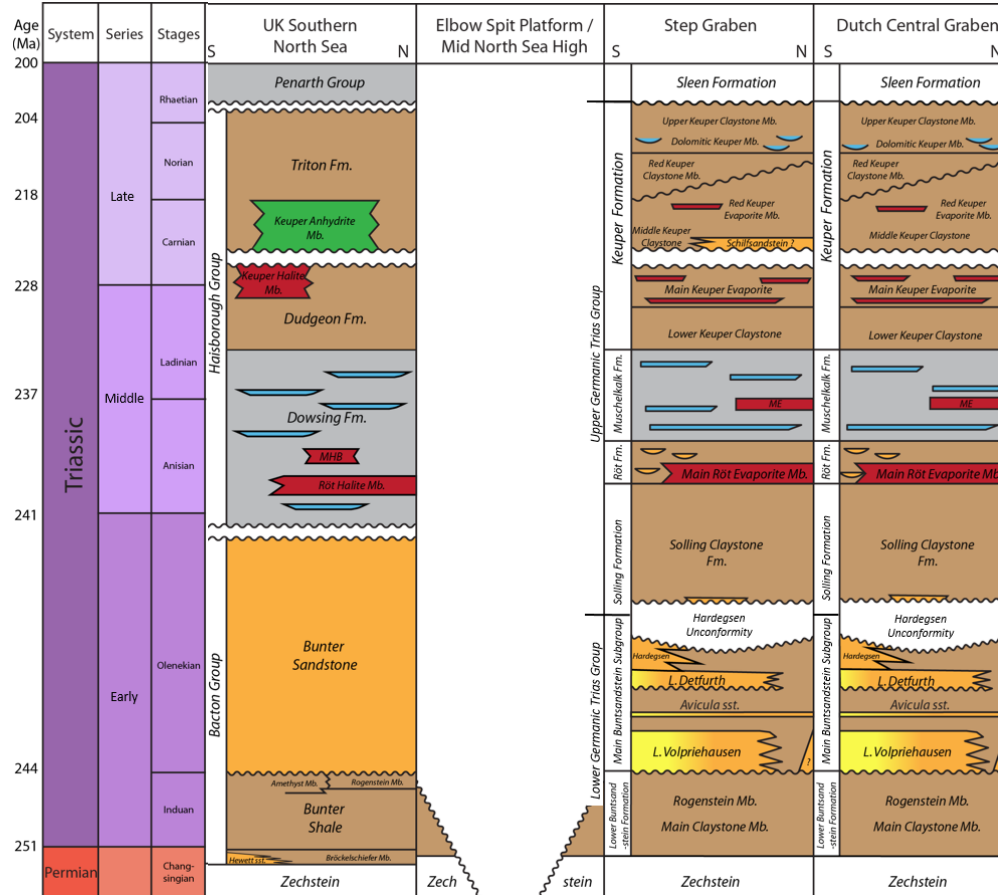 Age
(Ma)
System
Series
Stages
UK Southern
North Sea
S
N
Elbow Spit Platform /
Mid North Sea High
Step Graben
S
N
Dutch Central Graben
S
N
200
204
218
228
237
241
244
251
Triassic
Permian
Late
Middle
Early
Rhaetian
Norian
Carnian
Ladinian
Anisian
Olenekian
Induan
Chang-
singian
Haisborough Group
Bacton Group
Penarth Group
Triton Fm.
Keuper Anhydrite
Mb.
Keuper Halite
Mb.
Dudgeon Fm.
Dowsing Fm.
MHB
Röt Halite Mb.
Bunter
Sandstone
Amethyst Mb.
Rogenstein Mb.
Bunter
Shale
Hewett sst.
Bröckelschiefer Mb.
Zechstein
Zech
stein
Upper Germanic Trias Group
Lower Germanic Trias Group
Keuper Formation
Muschelkalk Fm.
Röt Fm.
Solling Formation
Main Buntsandstein Subgroup
Lower Buntsand
-stein Formation
Sleen Formation
Upper Keuper Claystone Mb.
Dolomitic Keuper Mb.
Red Keuper
Claystone Mb.
Red Keuper
Evaporite Mb.
Middle Keuper
Claystone
Schilfsandstein ?
Main Keuper Evaporite
Lower Keuper Claystone
ME
Main Röt Evaporite Mb.
Solling Claystone
Fm.
Hardegsen
Unconformity
Hardegsen
L. Detfurth
Avicula sst.
L. Volpriehausen
?
Rogenstein Mb.
Main Claystone Mb.
Zechstein
Keuper Formation
Muschelkalk Fm.
Röt Fm.
Solling Formation
Main Buntsandstein Subgroup
Lower Buntsand
-stein Formation
Sleen Formation
Upper Keuper Claystone Mb.
Dolomitic Keuper Mb.
Red Keuper
Claystone Mb.
Red Keuper
Evaporite Mb.
Middle Keuper Claystone
Main Keuper Evaporite
Lower Keuper Claystone
ME
Main Röt Evaporite Mb.
Solling Claystone
Fm.
Hardegsen
Unconformity
Hardegsen
L. Detfurth
Avicula sst.
L. Volpriehausen
Rogenstein Mb.
Main Claystone Mb.
Zechstein